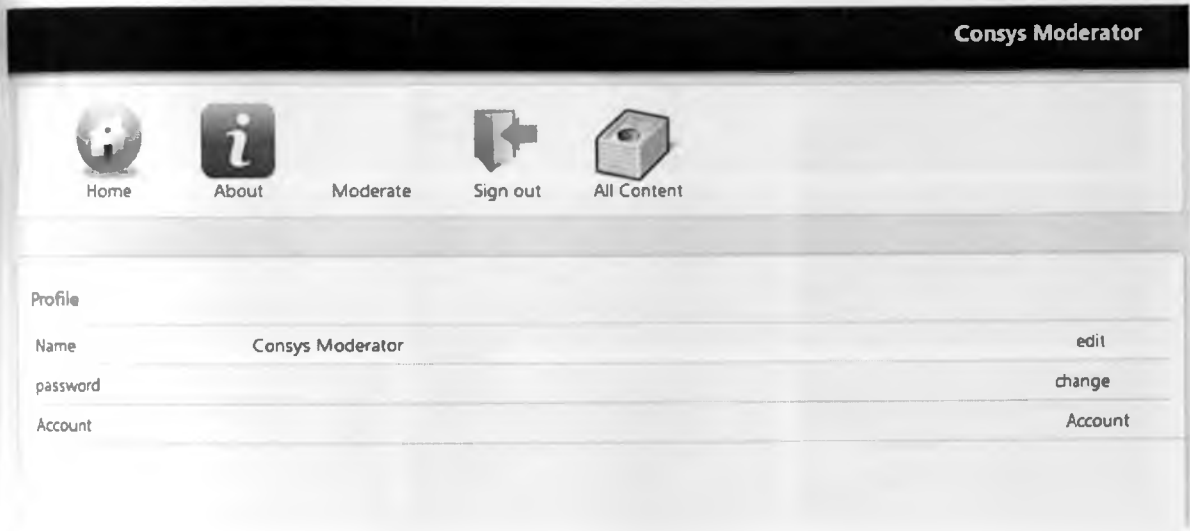 Consys Moderator
Home About Moderate Sign out All Content
Profile
Name Consys Moderator edit
password change
Account Account